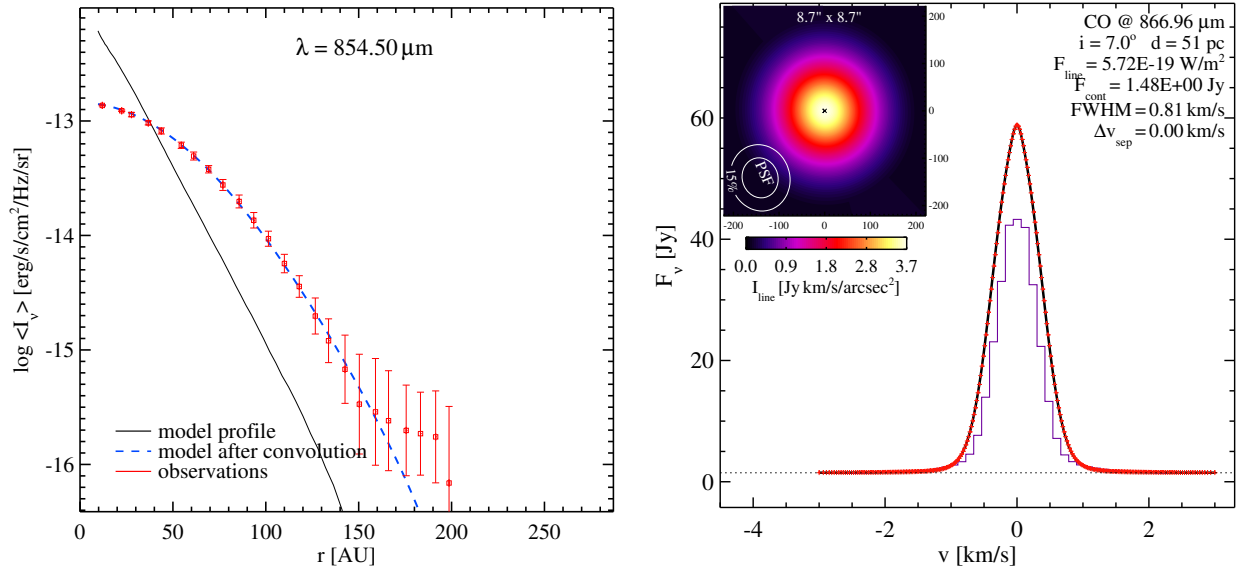 λ = 854.50 μm
log <I_ν> [erg/s/cm²/Hz/sr]
-13
-14
-15
-16
model profile
model after convolution
observations
0 50 100 150 200 250
r [AU]
8.7" x 8.7"
200
100
0
-100
-200
PSF
15%
-200 -100 0 100 200
0.0 0.9 1.8 2.8 3.7
I_line [Jy km/s/arcsec²]
CO @ 866.96 μm
i = 7.0° d = 51 pc
F_line = 5.72E-19 W/m²
F_cont = 1.48E+00 Jy
FWHM = 0.81 km/s
Δv_sep = 0.00 km/s
F_ν [Jy]
60
40
20
0
-4 -2 0 2
v [km/s]